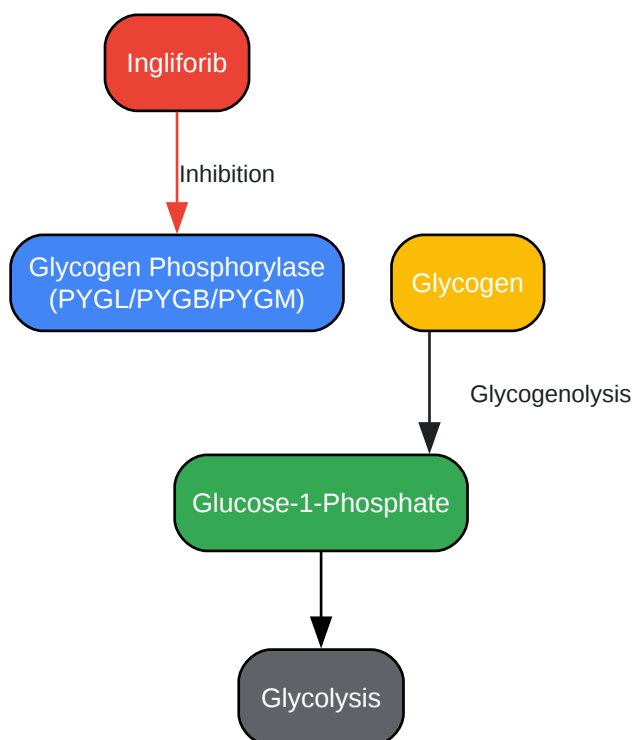 Ingliforib
Inhibition
Glycogen Phosphorylase
(PYGL/PYGB/PYGM)
Glycogen
Glycogenolysis
Glucose-1-Phosphate
Glycolysis